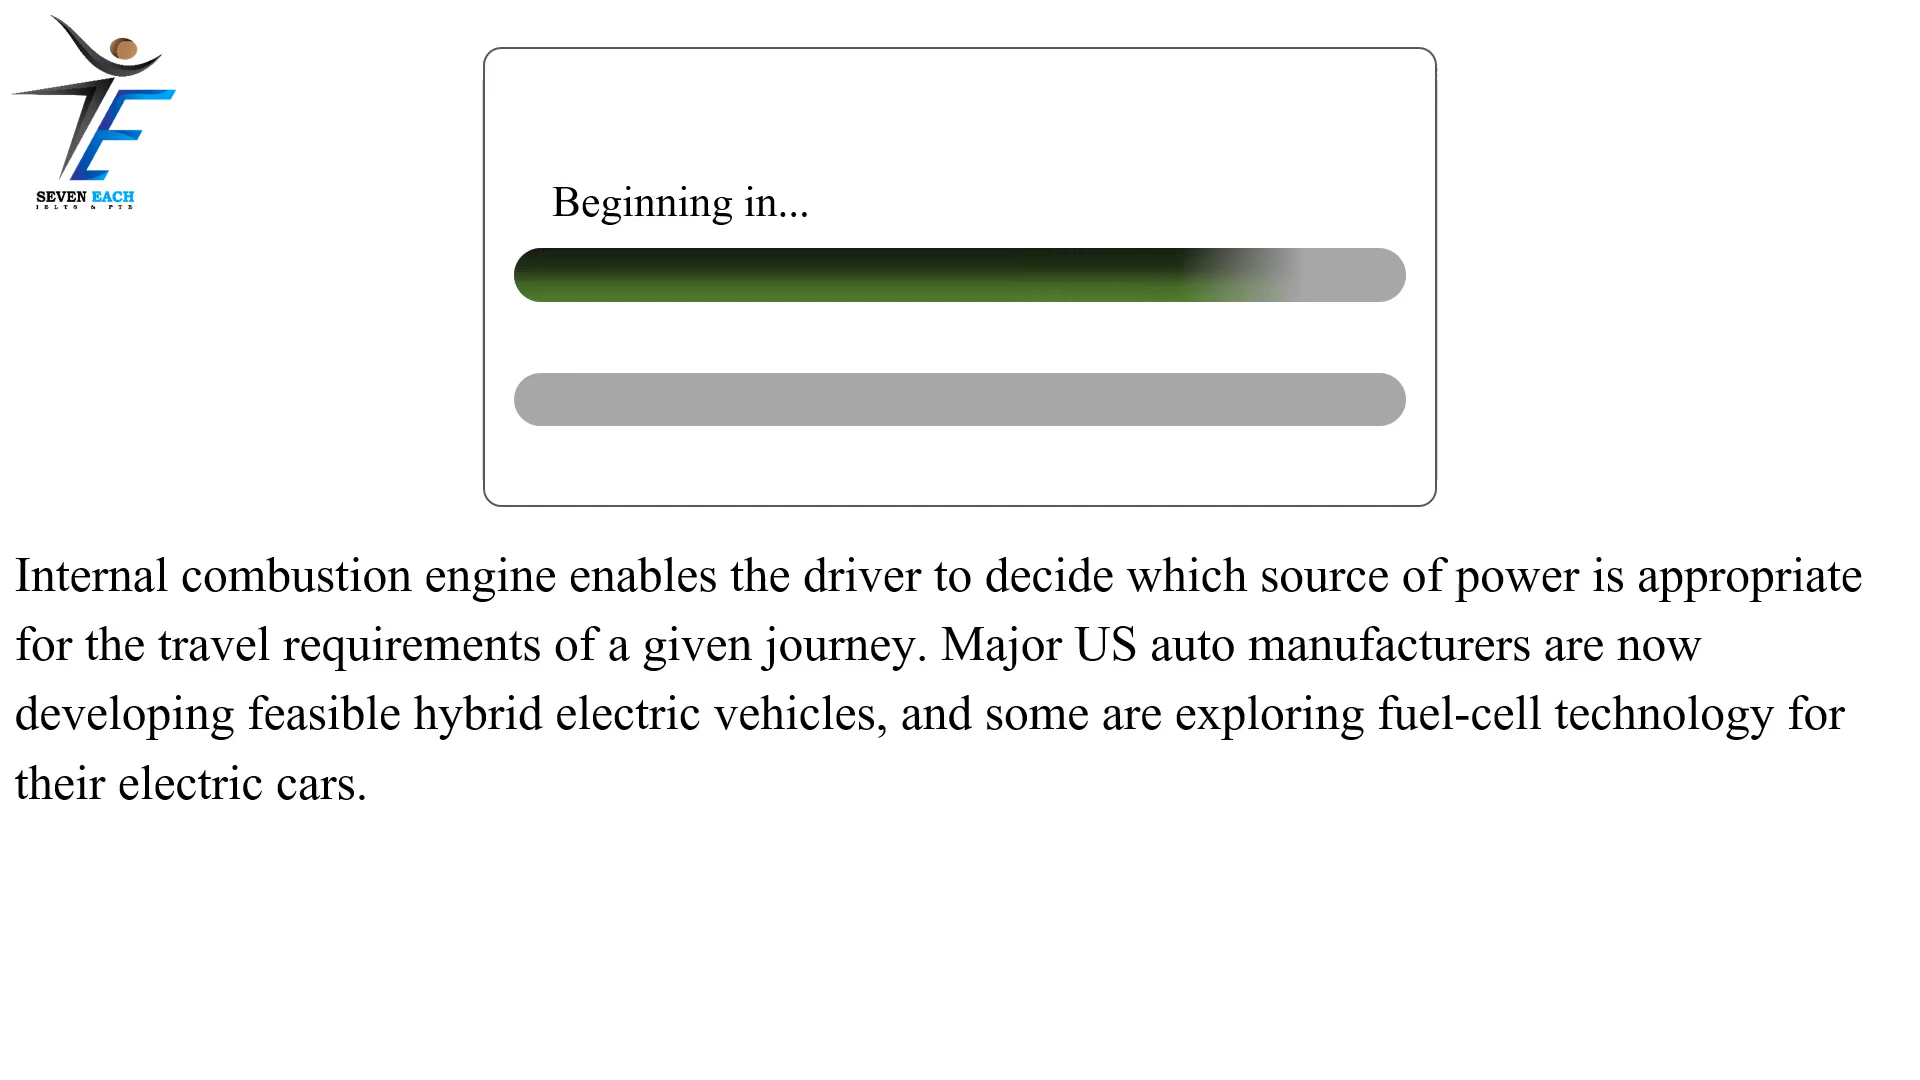 SEVEN EACH
IELTS & PTE
Beginning in...
Internal combustion engine enables the driver to decide which source of power is appropriate
for the travel requirements of a given journey. Major US auto manufacturers are now
developing feasible hybrid electric vehicles, and some are exploring fuel-cell technology for
their electric cars.